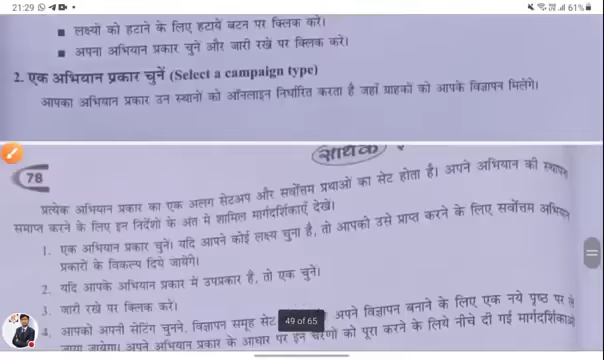 21:29
61%
■ लक्ष्यों को हटाने के लिए हटायें बटन पर क्लिक करें।
■ अपना अभियान प्रकार चुनें और जारी रखे पर क्लिक करें।
2. एक अभियान प्रकार चुनें (Select a campaign type)
आपका अभियान प्रकार उन स्थानों को ऑनलाइन निर्धारित करता है जहाँ ग्राहकों को आपके विज्ञापन मिलेंगे।
सार्थक
78
प्रत्येक अभियान प्रकार का एक अलग सेटअप और सर्वोत्तम प्रथाओं का सेट होता है। अपने अभियान की
समाप्त करने के लिए इन निर्देशों के अंत में शामिल मार्गदर्शिकाएँ देखें।
1. एक अभियान प्रकार चुनें। यदि आपने कोई लक्ष्य चुना है, तो आपको उसे प्राप्त करने के लिए सर्वोत्तम
प्रकारों के विकल्प दिये जायेंगे।
2. यदि आपके अभियान प्रकार में उपप्रकार है, तो एक चुनें।
3. जारी रखे पर क्लिक करें।
4. आपको अपनी सेटिंग चुनने, विज्ञापन समूह सेट अपने विज्ञापन बनाने के लिए एक नये पृष्ठ पर
49 of 65
जाया जायेगा। अपने अभियान प्रकार के आधार पर इन चरणों को पूरा करने के लिये नीचे दी गई